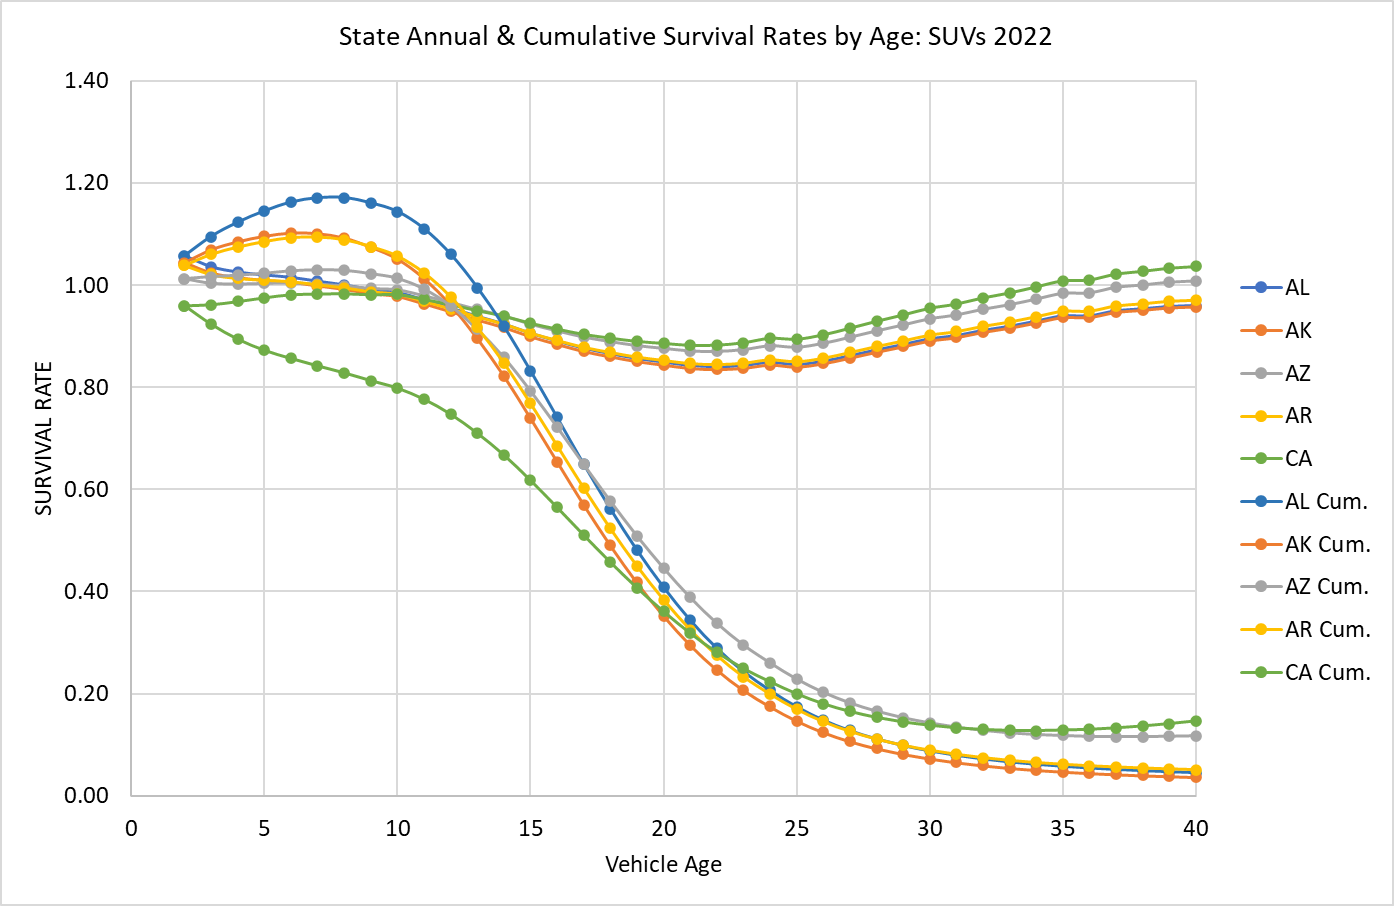 State Annual & Cumulative Survival Rates by Age: SUVs 2022
1.40
1.20
1.00
0.80
0.60
0.40
0.20
0.00
SURVIVAL RATE
0 5 10 15 20 25 30 35 40
Vehicle Age
AL
AK
AZ
AR
CA
AL Cum.
AK Cum.
AZ Cum.
AR Cum.
CA Cum.